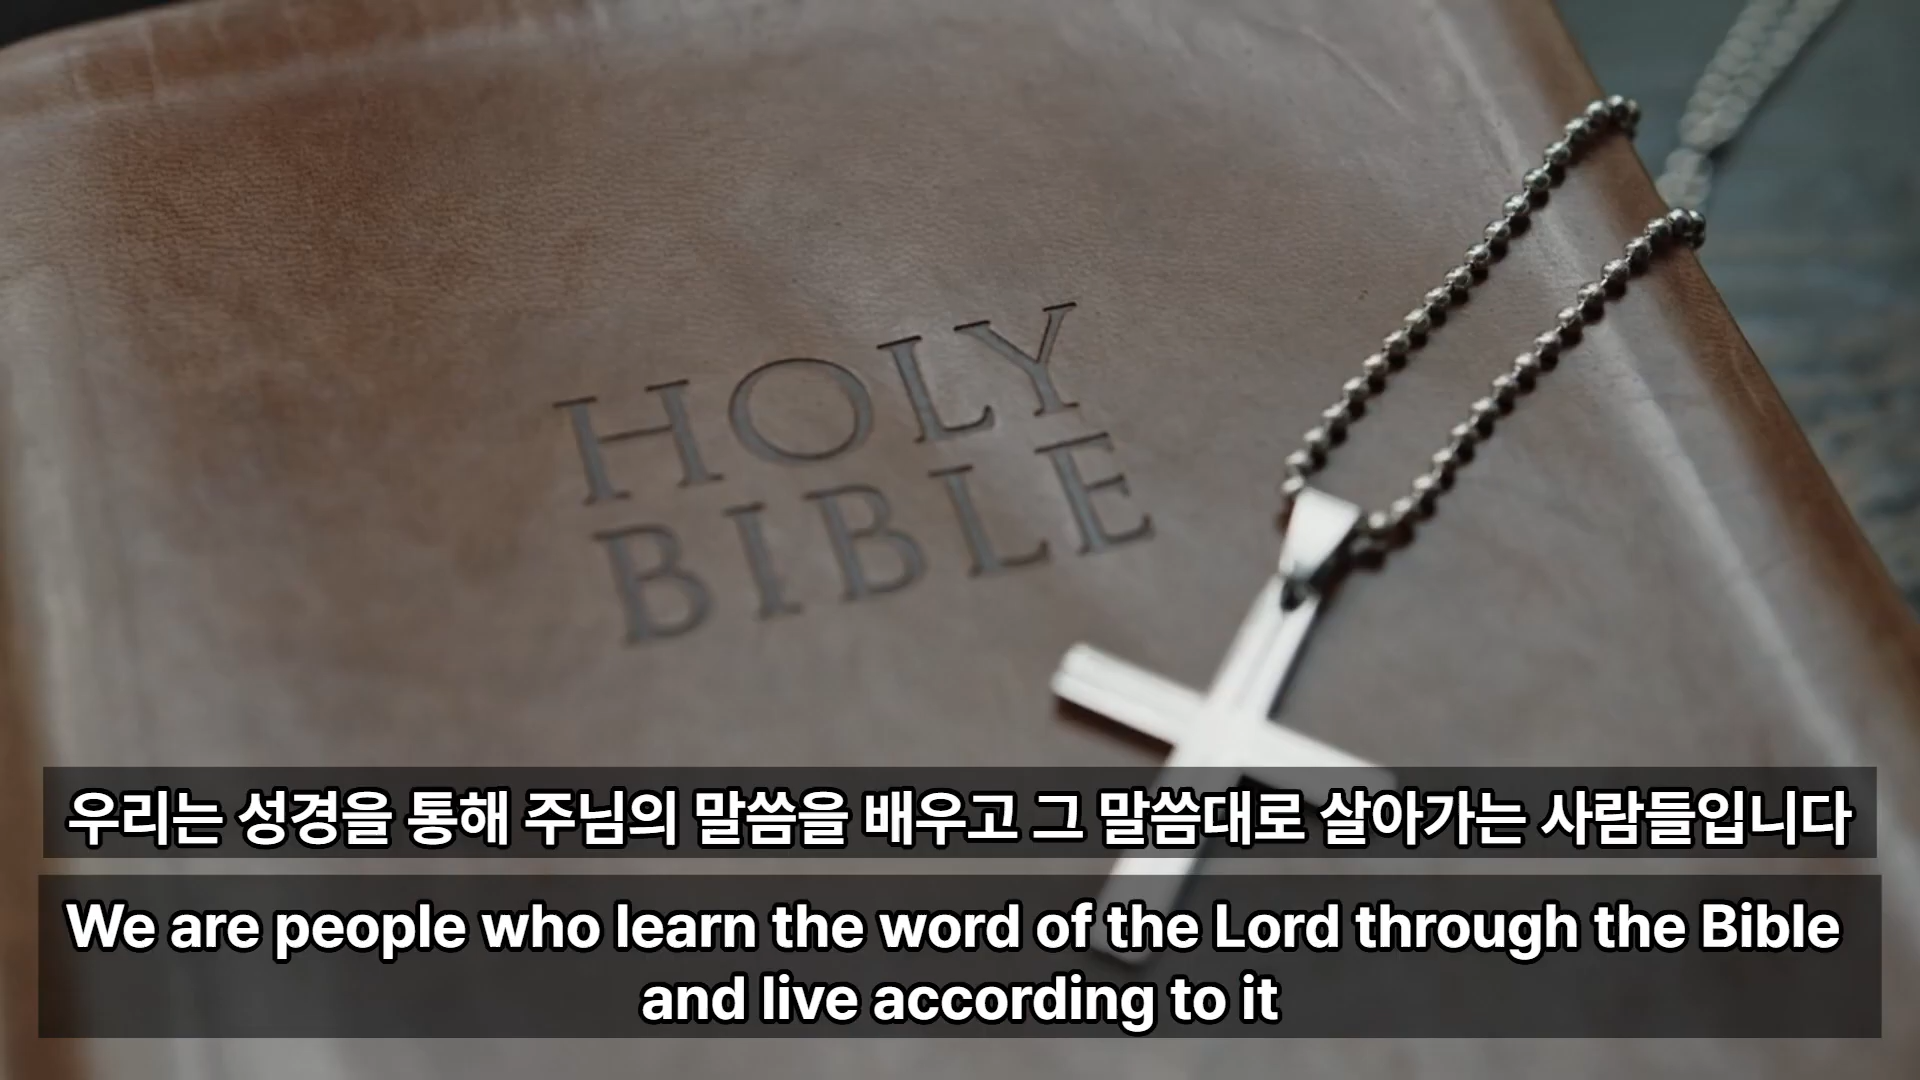 HOLY
BIBLE
우리는 성경을 통해 주님의 말씀을 배우고 그 말씀대로 살아가는 사람들입니다
We are people who learn the word of the Lord through the Bible
and live according to it